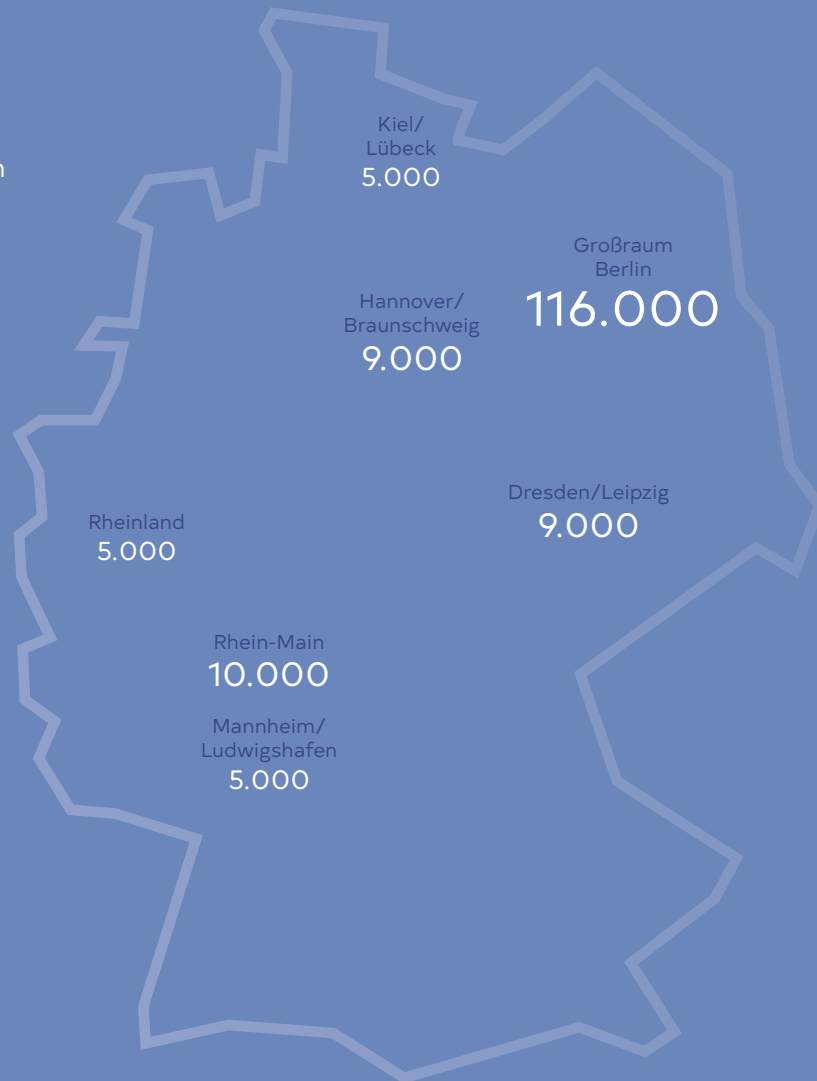 n
Kiel/
Lübeck
5.000
Großraum
Berlin
116.000
Hannover/
Braunschweig
9.000
Dresden/Leipzig
9.000
Rheinland
5.000
Rhein-Main
10.000
Mannheim/
Ludwigshafen
5.000